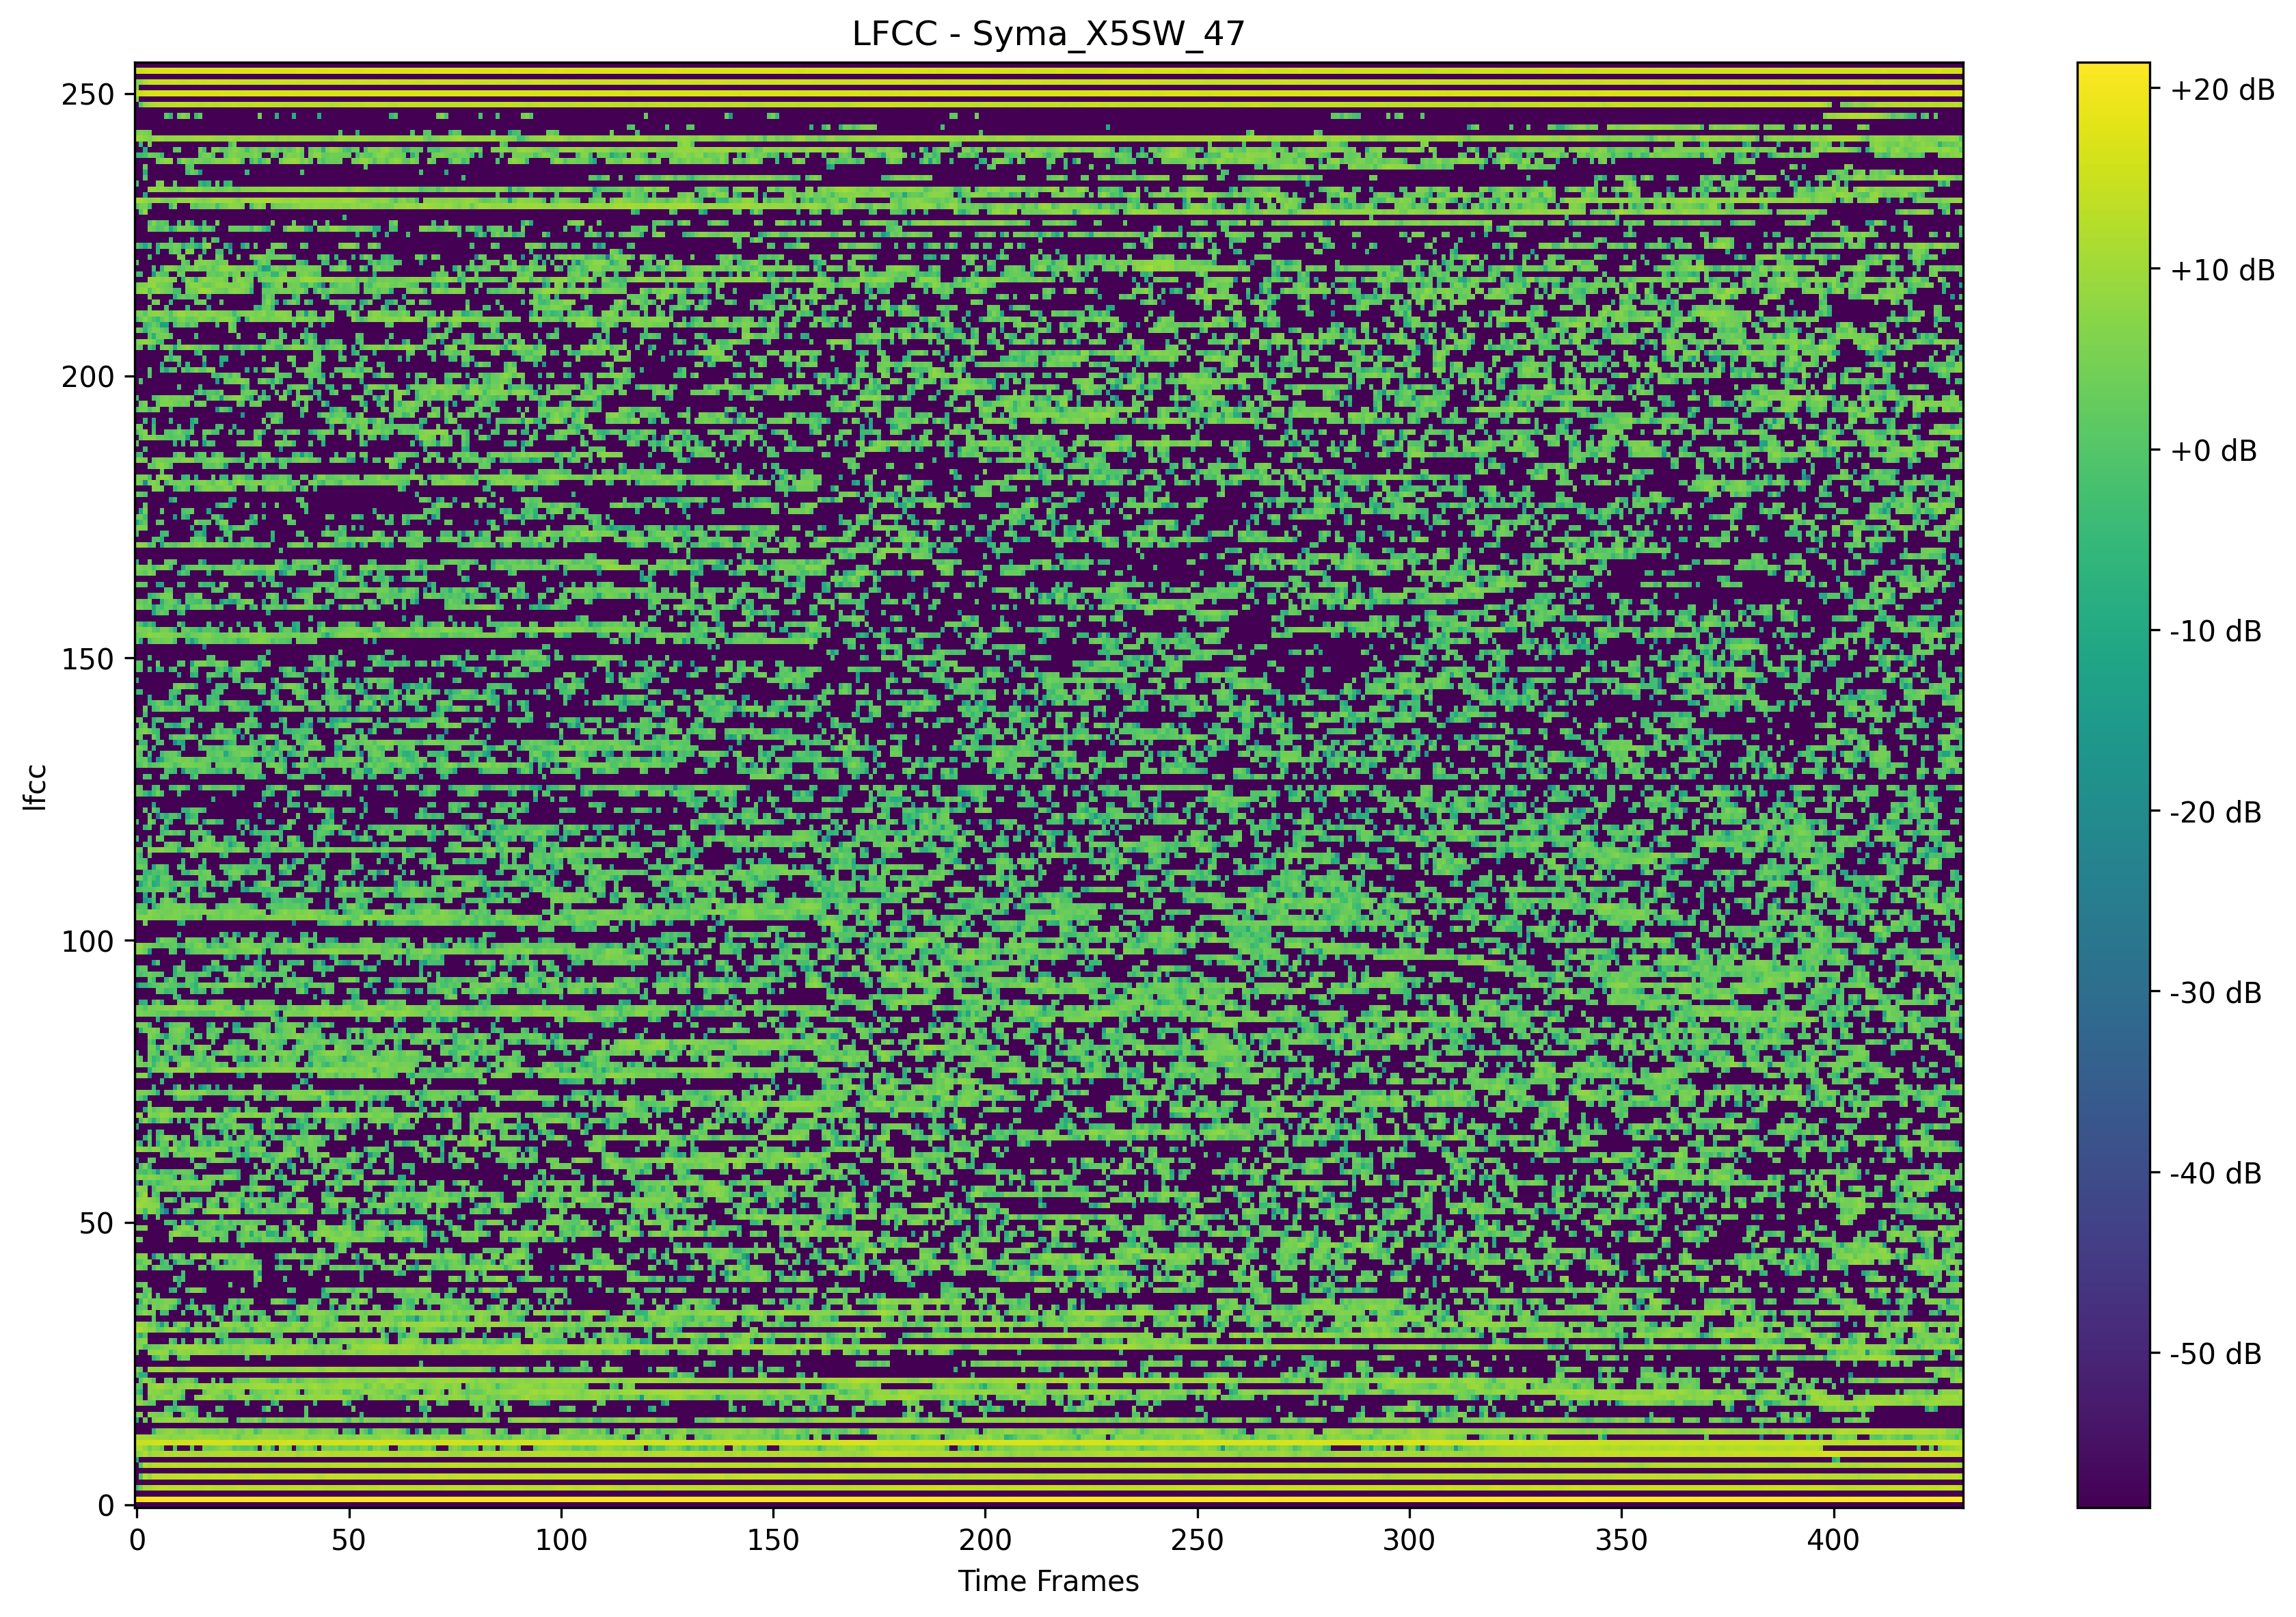 LFCC - Syma_X5SW_47
250
200
150
100
50
0
lfcc
0 50 100 150 200 250 300 350 400
Time Frames
+20 dB
+10 dB
+0 dB
-10 dB
-20 dB
-30 dB
-40 dB
-50 dB